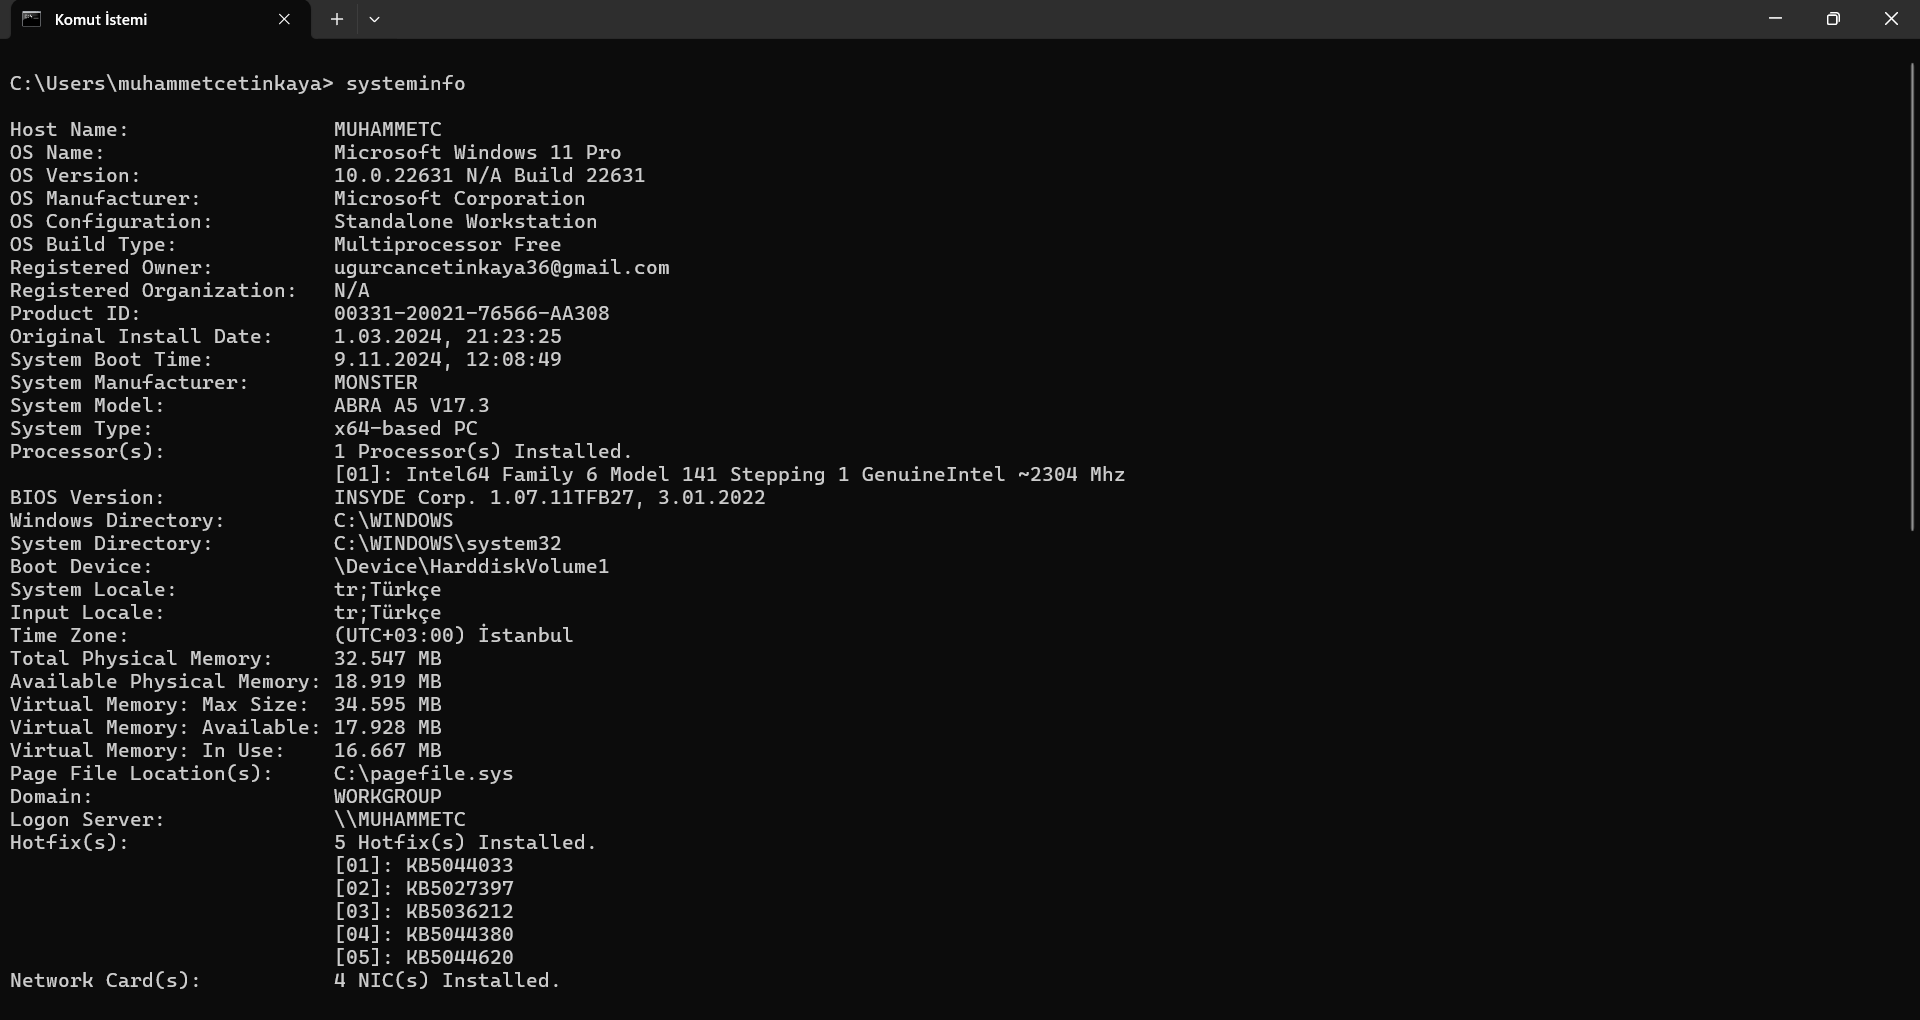 Komut İstemi
C:\Users\muhammetcetinkaya> systeminfo
Host Name: MUHAMMETC
OS Name: Microsoft Windows 11 Pro
OS Version: 10.0.22631 N/A Build 22631
OS Manufacturer: Microsoft Corporation
OS Configuration: Standalone Workstation
OS Build Type: Multiprocessor Free
Registered Owner: ugurcancetinkaya36@gmail.com
Registered Organization: N/A
Product ID: 00331-20021-76566-AA308
Original Install Date: 1.03.2024, 21:23:25
System Boot Time: 9.11.2024, 12:08:49
System Manufacturer: MONSTER
System Model: ABRA A5 V17.3
System Type: x64-based PC
Processor(s): 1 Processor(s) Installed.
[01]: Intel64 Family 6 Model 141 Stepping 1 GenuineIntel ~2304 Mhz
BIOS Version: INSYDE Corp. 1.07.11TFB27, 3.01.2022
Windows Directory: C:\WINDOWS
System Directory: C:\WINDOWS\system32
Boot Device: \Device\HarddiskVolume1
System Locale: tr;Türkçe
Input Locale: tr;Türkçe
Time Zone: (UTC+03:00) İstanbul
Total Physical Memory: 32.547 MB
Available Physical Memory: 18.919 MB
Virtual Memory: Max Size: 34.595 MB
Virtual Memory: Available: 17.928 MB
Virtual Memory: In Use: 16.667 MB
Page File Location(s): C:\pagefile.sys
Domain: WORKGROUP
Logon Server: \\MUHAMMETC
Hotfix(s): 5 Hotfix(s) Installed.
[01]: KB5044033
[02]: KB5027397
[03]: KB5036212
[04]: KB5044380
[05]: KB5044620
Network Card(s): 4 NIC(s) Installed.